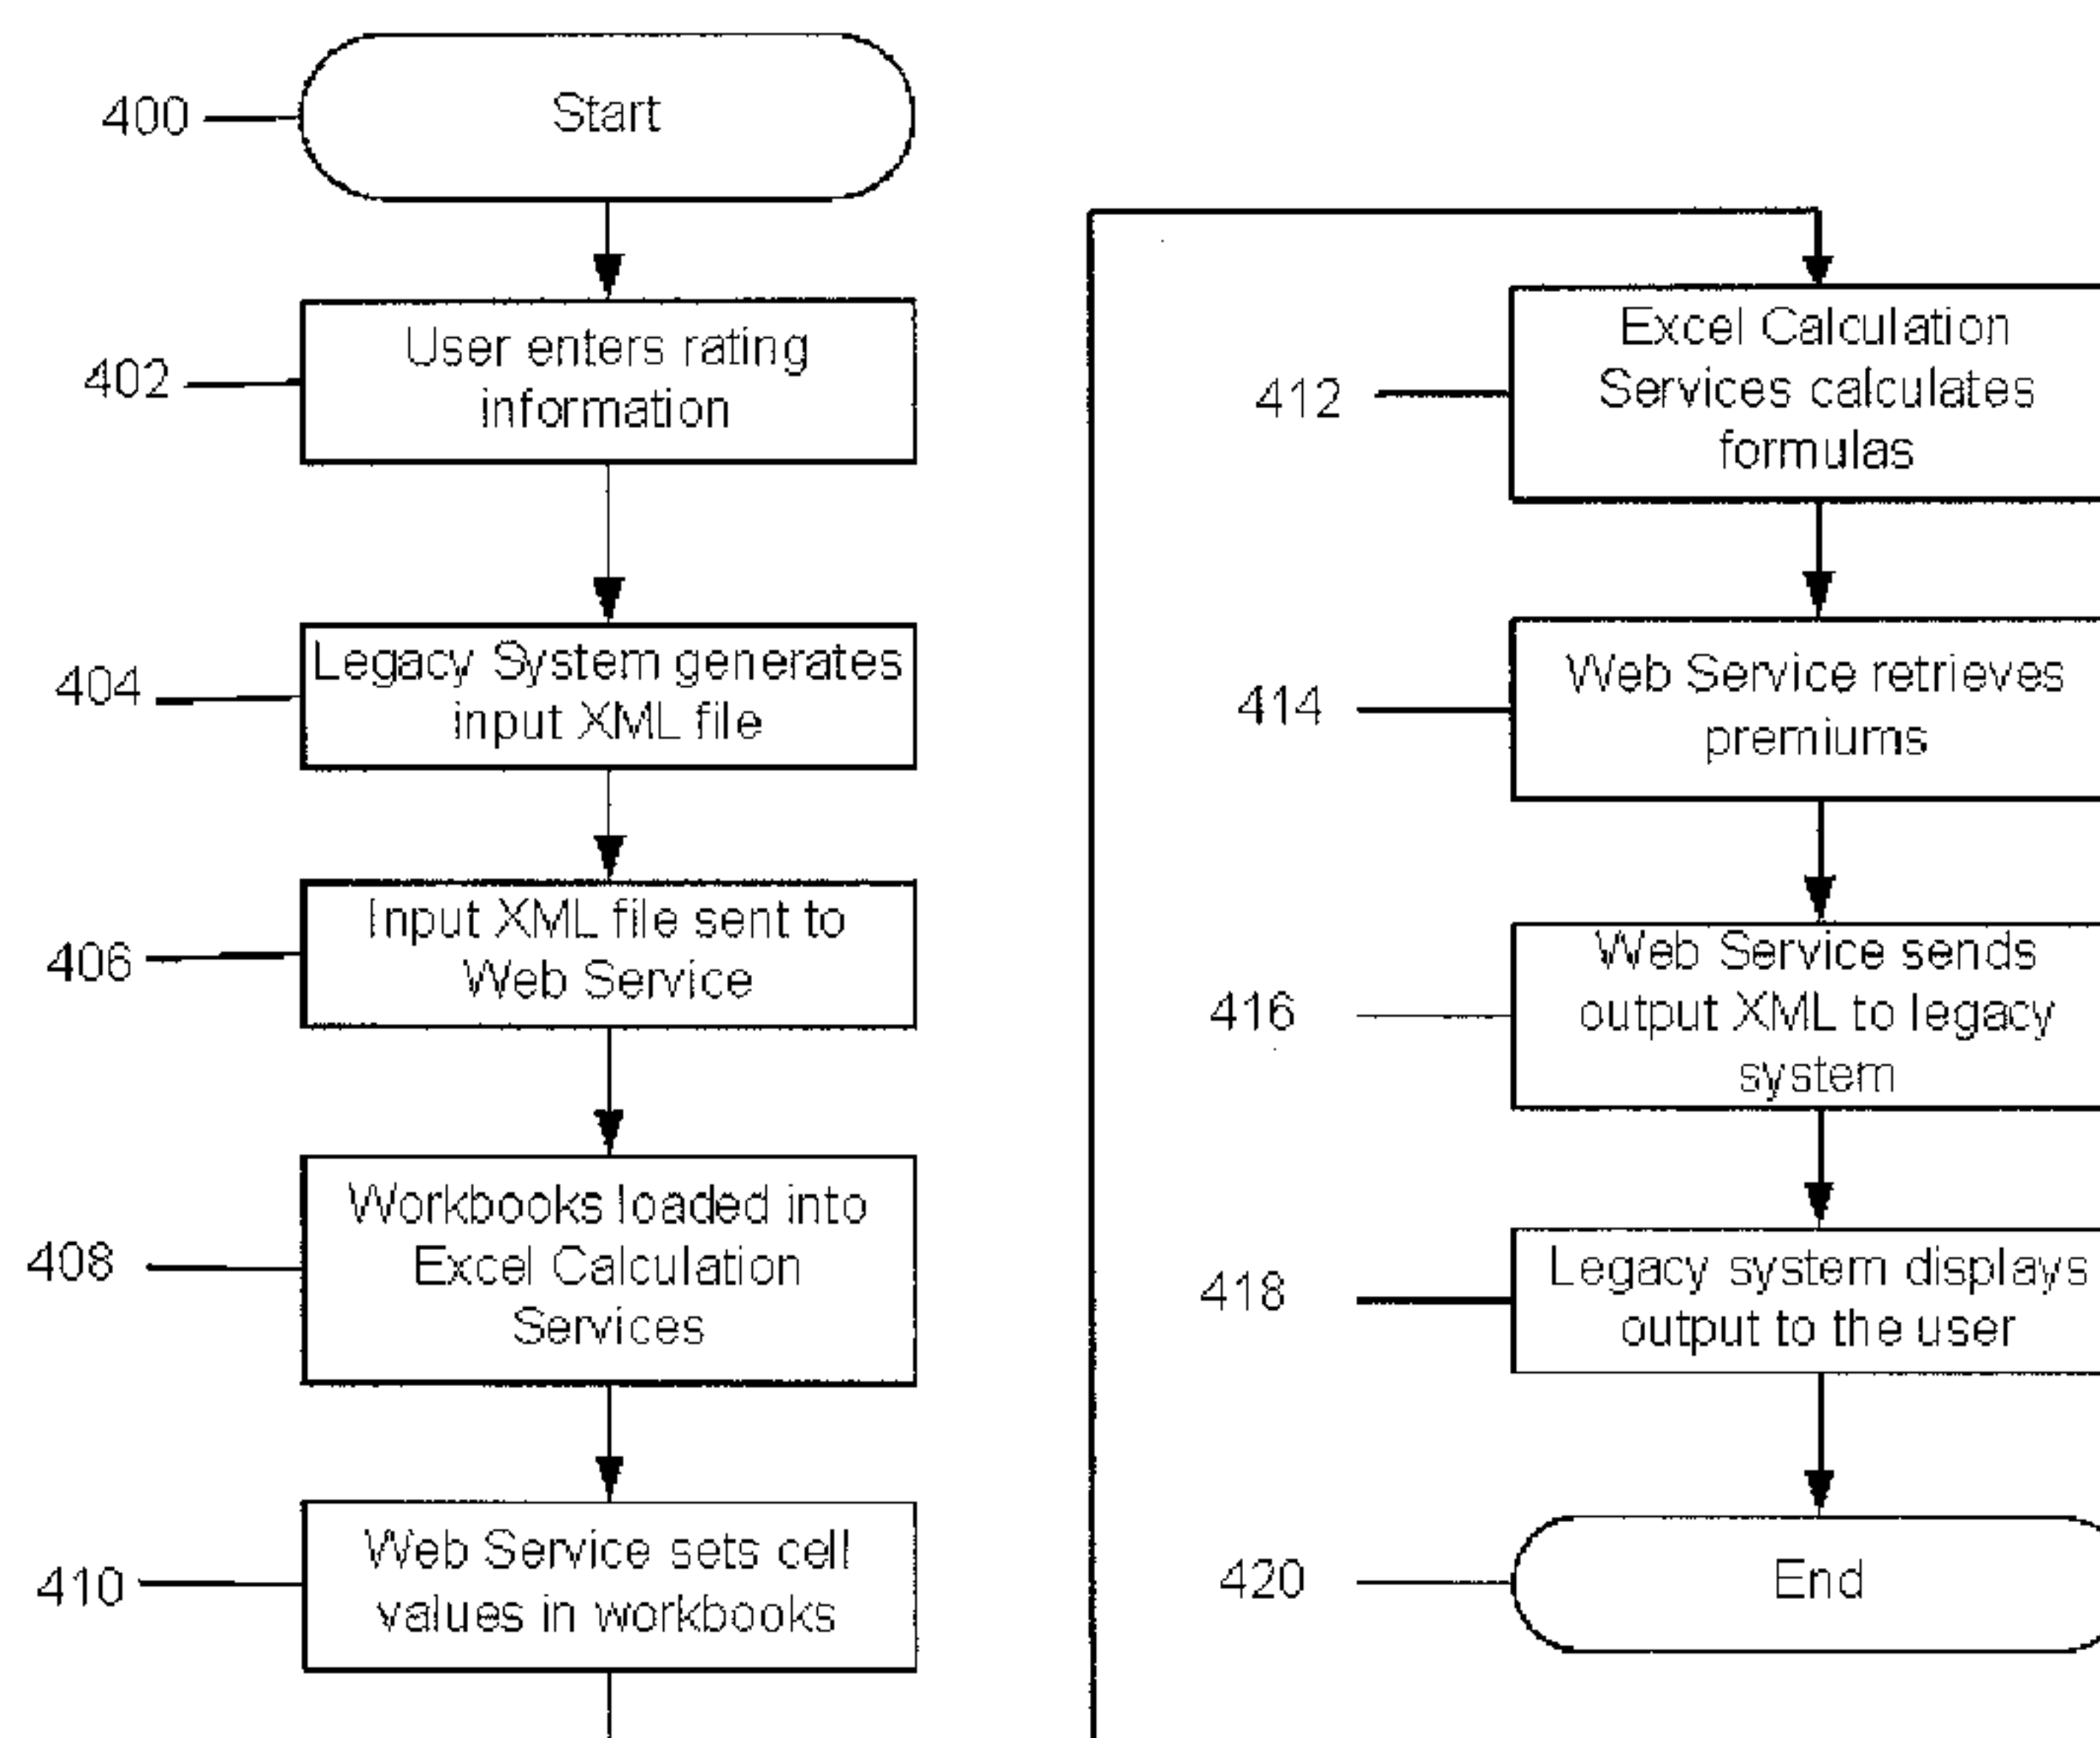 400
Start
402
User enters rating
information
404
Legacy System generates
input XML file
406
Input XML file sent to
Web Service
408
Workbooks loaded into
Excel Calculation
Services
410
Web Service sets cell
values in workbooks
412
Excel Calculation
Services calculates
formulas
414
Web Service retrieves
premiums
416
Web Service sends
output XML to legacy
system
418
Legacy system displays
output to the user
420
End